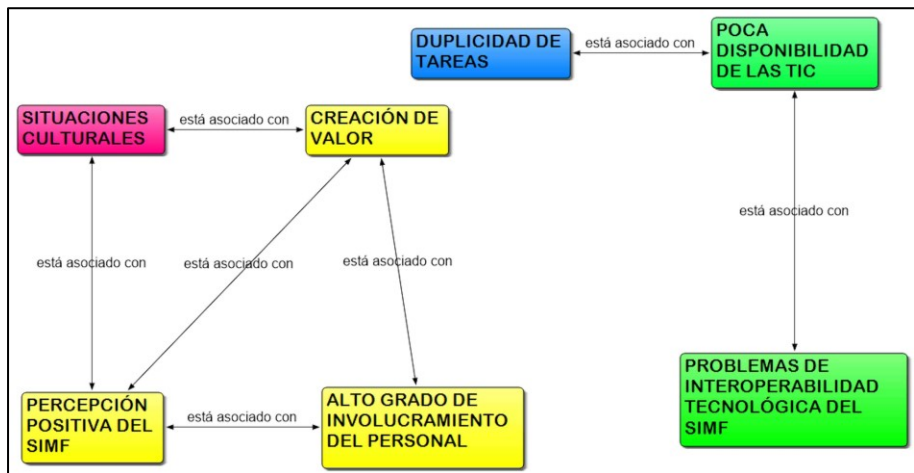 DUPLICIDAD DE
TAREAS
está asociado con
POCA
DISPONIBILIDAD
DE LAS TIC
SITUACIONES
CULTURALES
está asociado con
CREACIÓN DE
VALOR
está asociado con
está asociado con
está asociado con
está asociado con
PERCEPCIÓN
POSITIVA DEL
SIMF
está asociado con
ALTO GRADO DE
INVOLUCRAMIENTO
DEL PERSONAL
PROBLEMAS DE
INTEROPERABILIDAD
TECNOLÓGICA DEL
SIMF